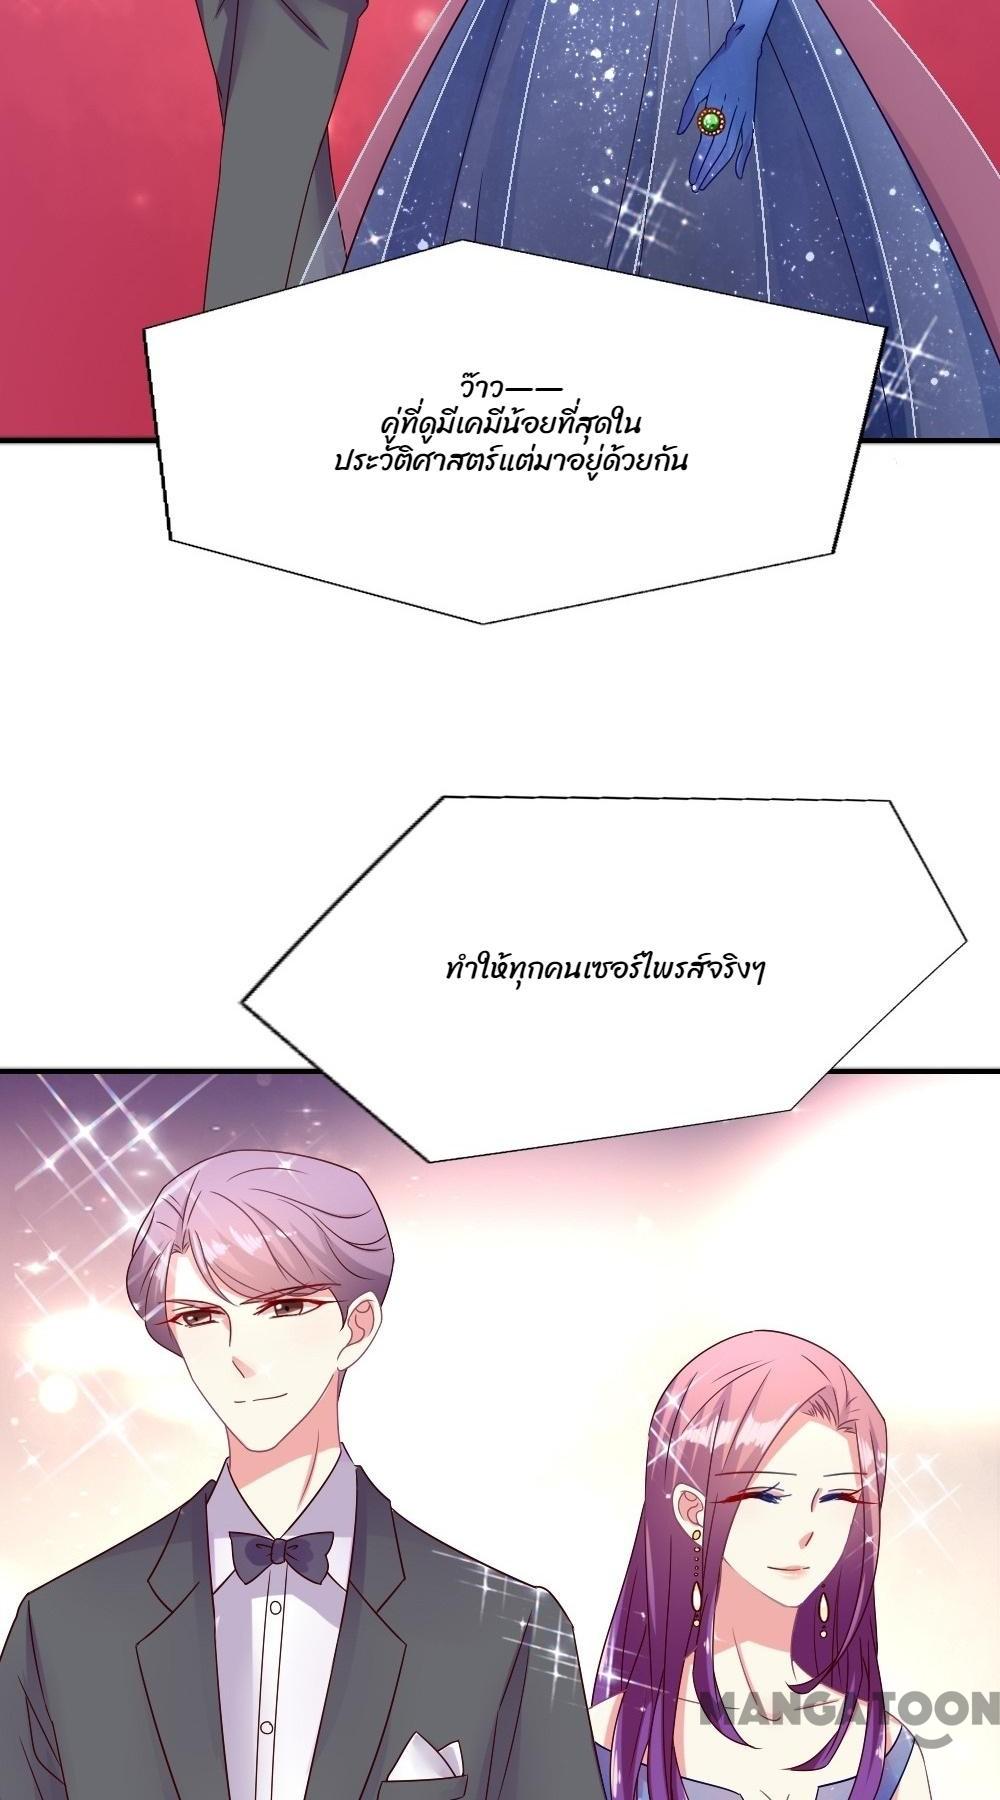 ว๊าว——
คู่ที่ดูมีเคมีน้อยที่สุดใน
ประวัติศาสตร์แต่มาอยู่ด้วยกัน
ทำให้ทุกคนเซอร์ไพรส์จริงๆ
MANGATOON